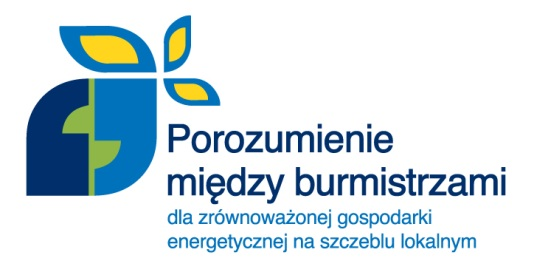 Porozumienie
między burmistrzami
dla zrównoważonej gospodarki
energetycznej na szczeblu lokalnym